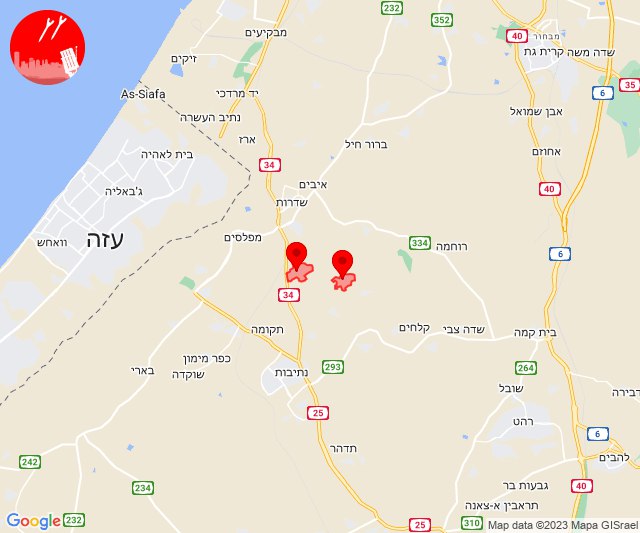 232
352
מבקיעים
40
מבחור
קרית גת
שדה משה
זיקים
35
As-Siafa
יד מרדכי
6
נתיב העשרה
אבן שמואל
ארז
ברור חיל
בית לאהיה
34
אחוזם
ג'באליה
איבים
40
שדרות
עזה
וואחש
מפלסים
334
רוחמה
6
34
תקומה
קלחים
שדה צבי
בית קמה
כפר מימון
שוקדה
בארי
נתיבות
293
264
שובל
דבירה
25
רהט
6
תדהר
להבים
242
234
גבעות בר
40
תראבין א-צאנה
232
25
310
Google
Map data ©2023 Mapa GISrael